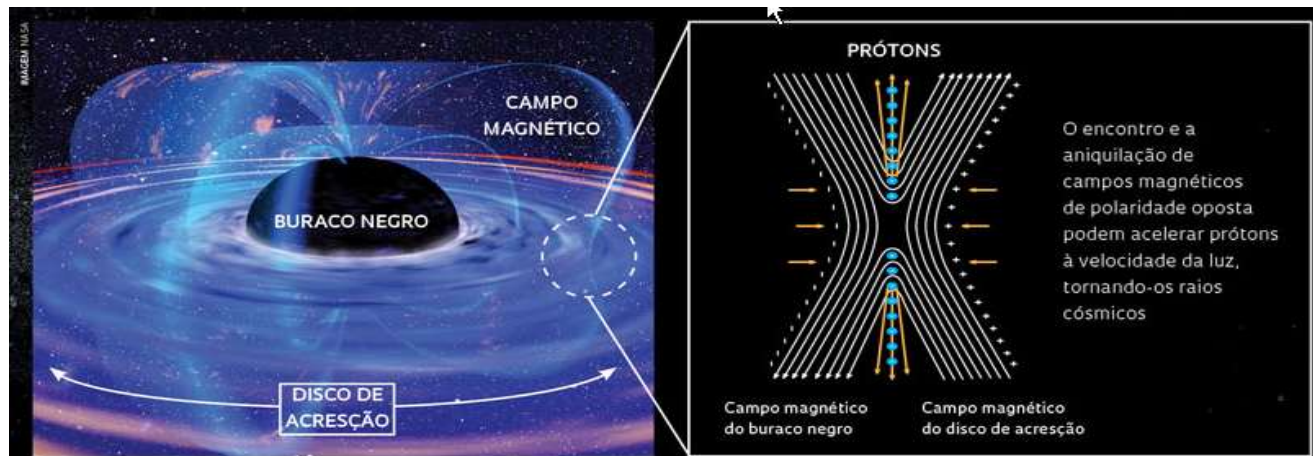 IMAGEM NASA
CAMPO
MAGNÉTICO
BURACO NEGRO
DISCO DE
ACRESÇÃO
PRÓTONS
O encontro e a
aniquilação de
campos magnéticos
de polaridade oposta
podem acelerar prótons
à velocidade da luz,
tornando-os raios
cósmicos
Campo magnético
do buraco negro
Campo magnético
do disco de acresção